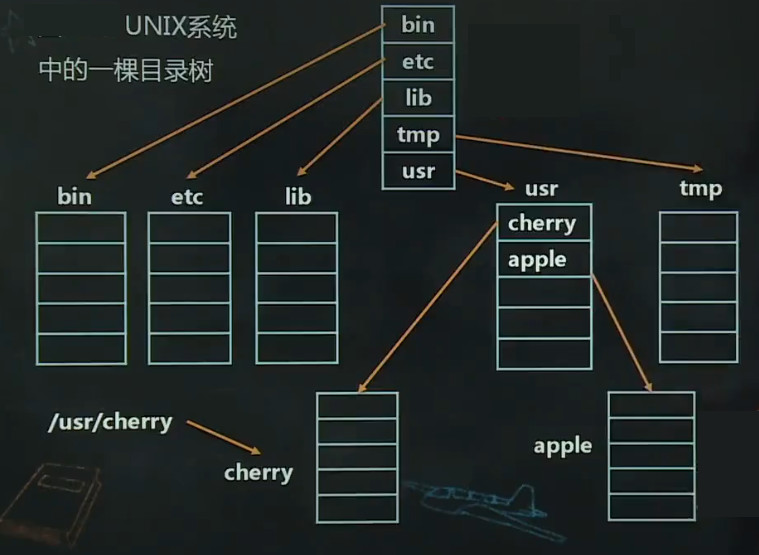 UNIX系统
中的一棵目录树
bin
etc
lib
tmp
usr
bin
etc
lib
usr
tmp
cherry
apple
/usr/cherry
cherry
apple